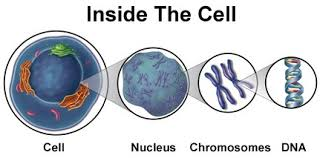 Inside The Cell
Cell Nucleus Chromosomes DNA